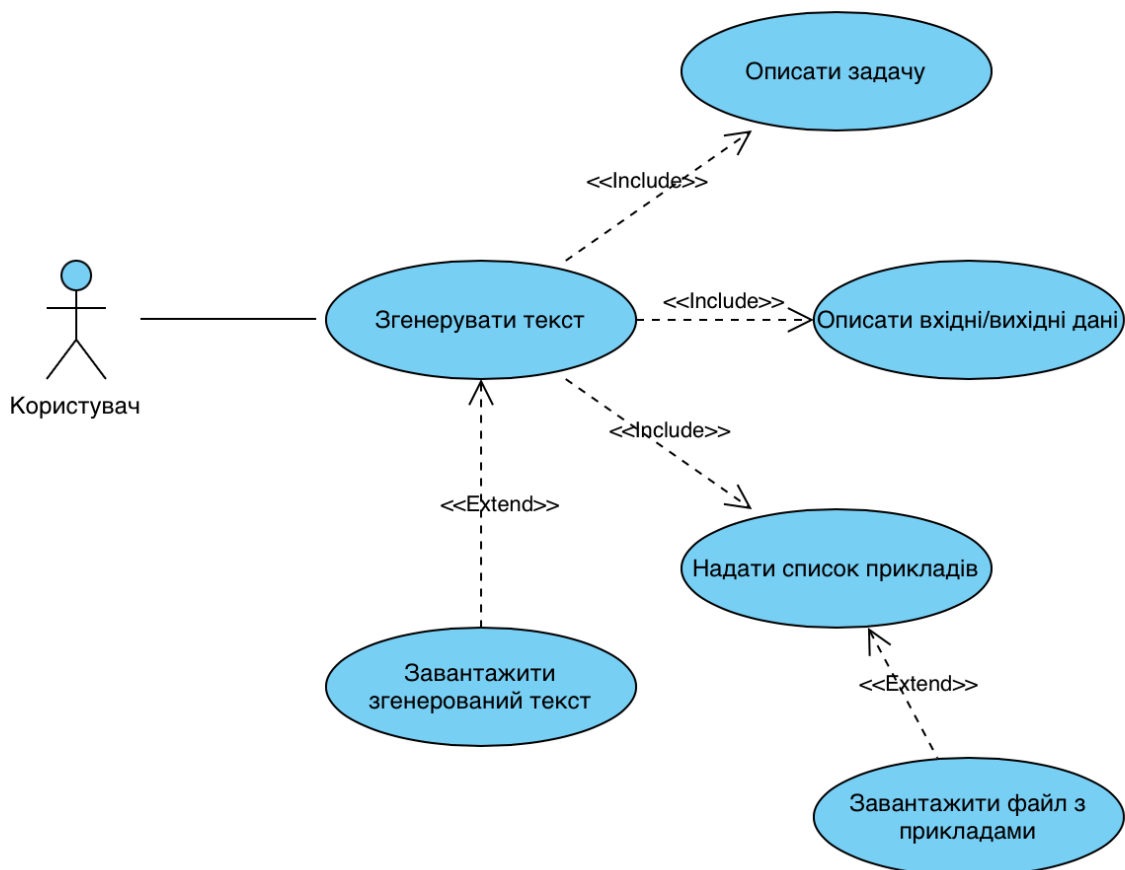 Описати задачу
<<Include>>
Згенерувати текст
<<Include>>
Описати вхідні/вихідні дані
Користувач
<<Include>>
<<Extend>>
Надати список прикладів
Завантажити
згенерований текст
<<Extend>>
Завантажити файл з
прикладами